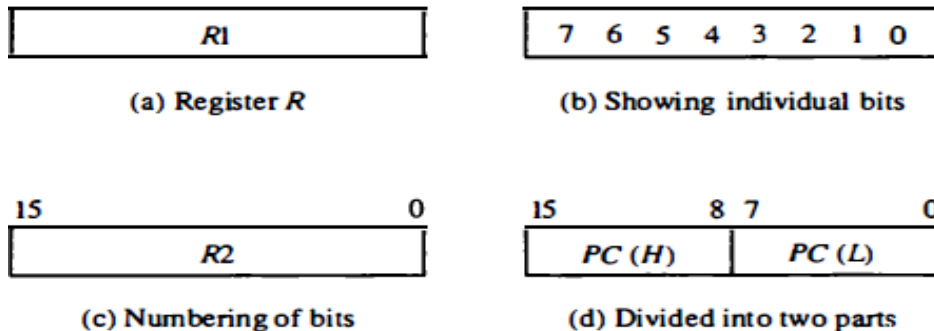 R1
7 6 5 4 3 2 1 0
(a) Register R
(b) Showing individual bits
15 0
15 8 7 0
R2
PC (H) PC (L)
(c) Numbering of bits
(d) Divided into two parts